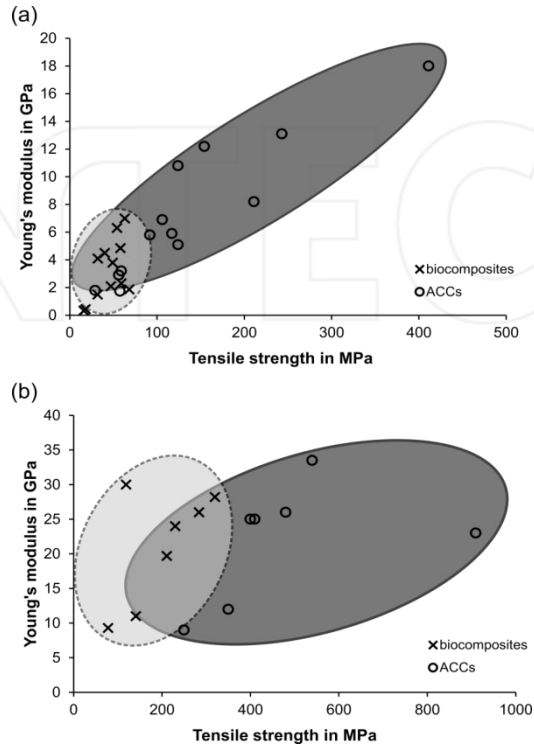 (a)
20
18
16
14
12
10
8
6
4
2
0
0 100 200 300 400 500
Young's modulus in GPa
Tensile strength in MPa
biocomposites
ACCs
(b)
40
35
30
25
20
15
10
5
0
0 200 400 600 800 1000
Young's modulus in GPa
Tensile strength in MPa
biocomposites
ACCs